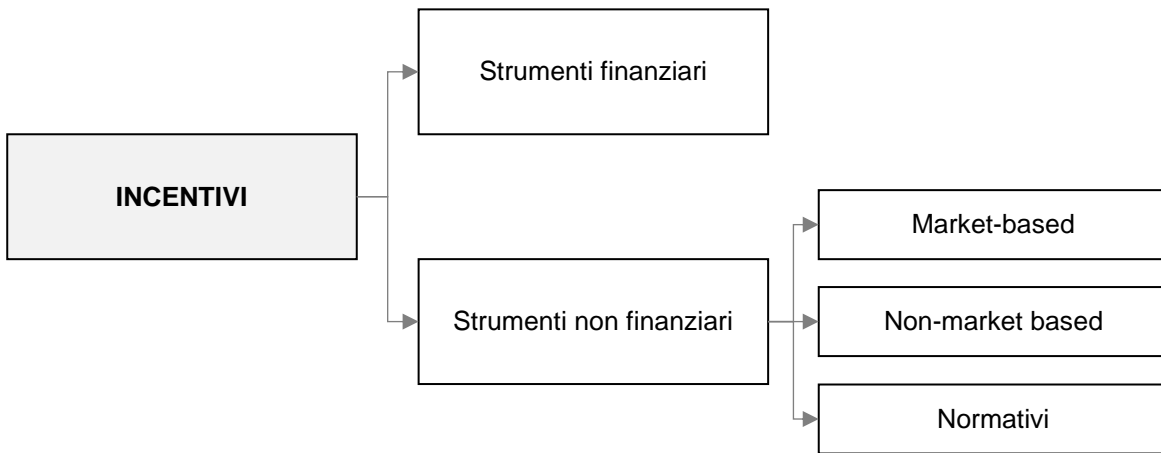 INCENTIVI
Strumenti finanziari
Strumenti non finanziari
Market-based
Non-market based
Normativi